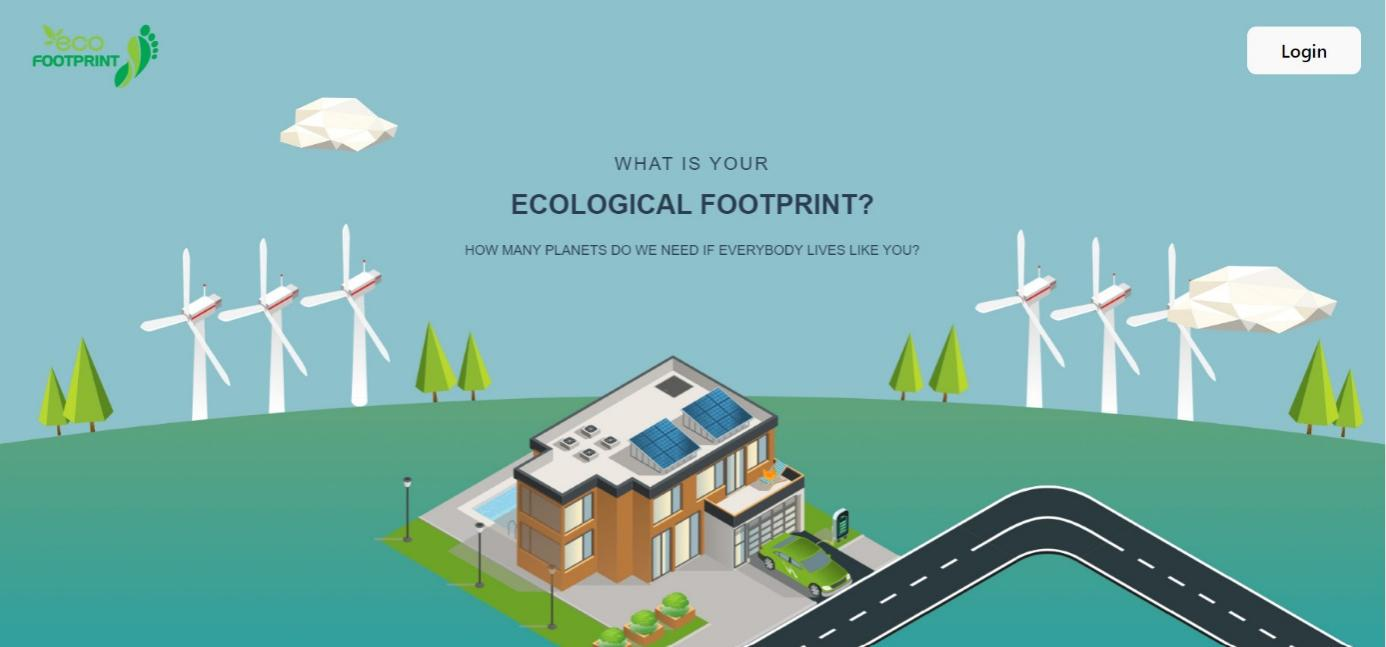 eco
FOOTPRINT
Login
WHAT IS YOUR
ECOLOGICAL FOOTPRINT?
HOW MANY PLANETS DO WE NEED IF EVERYBODY LIVES LIKE YOU?